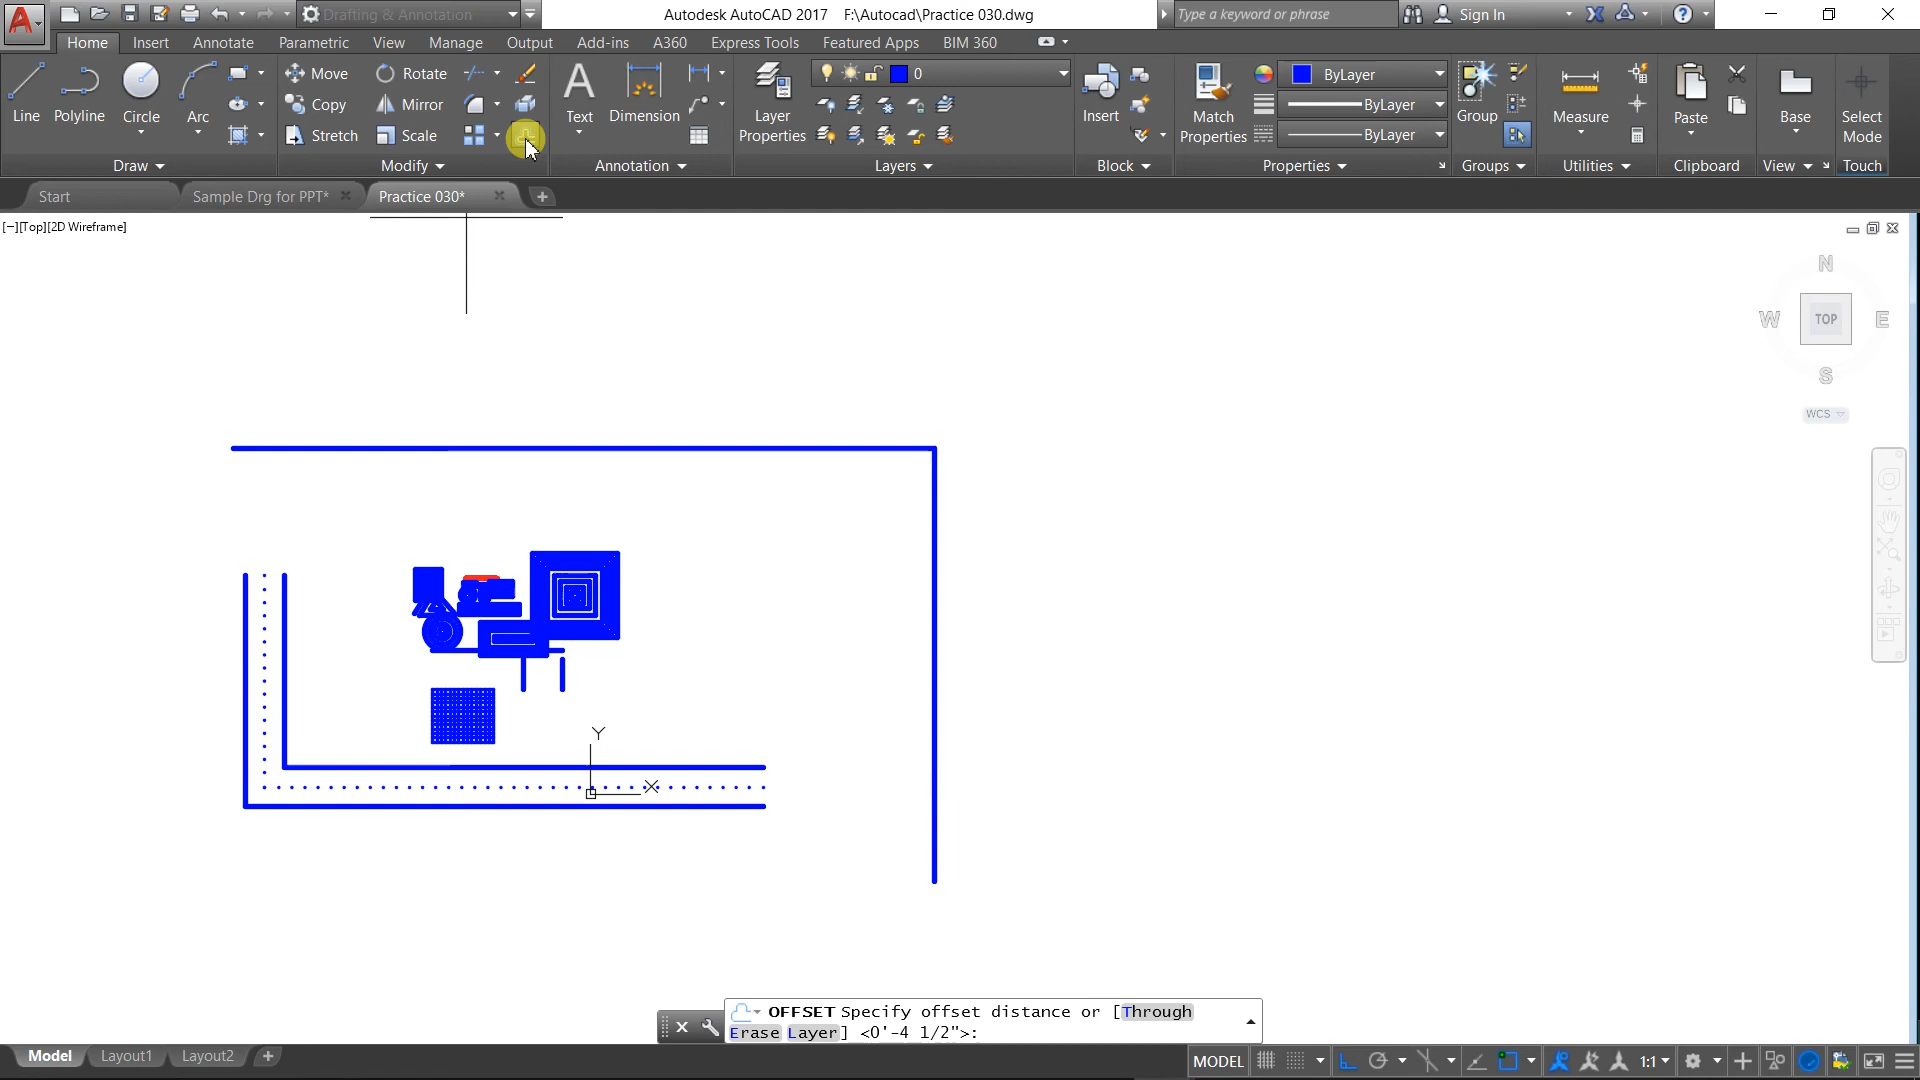 Drafting & Annotation
Autodesk AutoCAD 2017 F:\Autocad\Practice 030.dwg
Type a keyword or phrase
Sign In
Home Insert Annotate Parametric View Manage Output Add-ins A360 Express Tools Featured Apps BIM 360
Line Polyline Circle Arc
Move Rotate
Copy Mirror
Stretch Scale
Text Dimension
Layer Properties
0
Insert
Match Properties
ByLayer
ByLayer
ByLayer
Group
Measure
Paste
Base
Select Mode
Draw Modify Annotation Layers Block Properties Groups Utilities Clipboard View Touch
Start Sample Drg for PPT* Practice 030*
[−][Top][2D Wireframe]
N
W TOP E
S
WCS
Y
X
OFFSET Specify offset distance or [Through
Erase Layer] <0'-4 1/2">:
Model Layout1 Layout2
MODEL 1:1